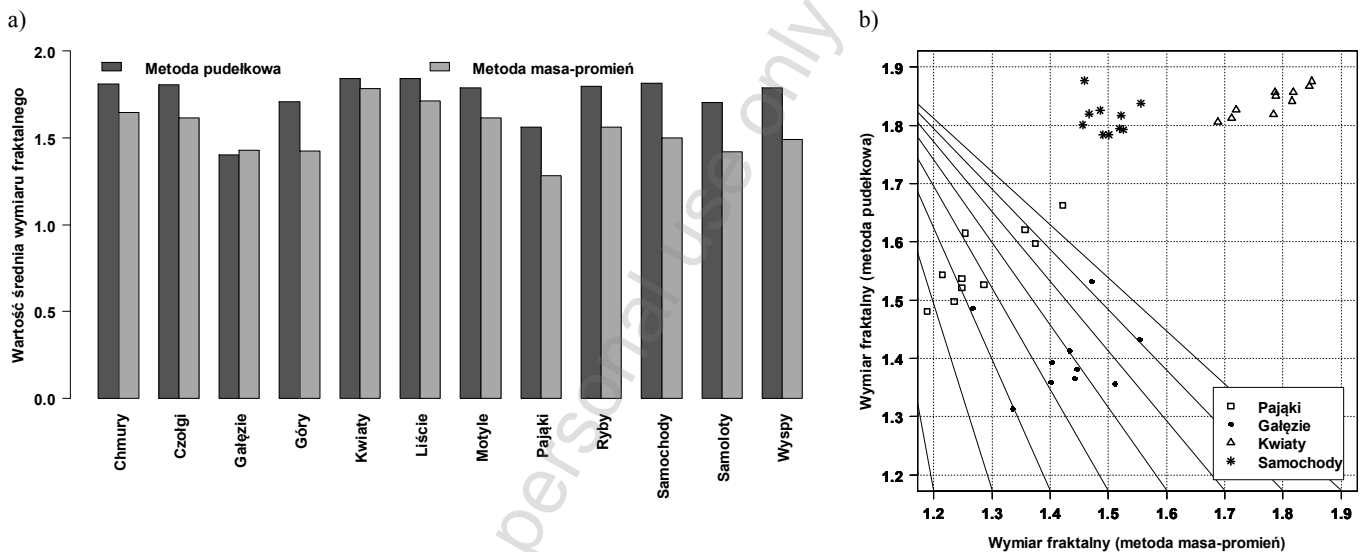 a)
2.0
1.5
1.0
0.5
0.0
Wartość średnia wymiaru fraktalnego
Metoda pudełkowa
Metoda masa-promień
Chmury
Czołgi
Gałęzie
Góry
Kwiaty
Liście
Motyle
Pająki
Ryby
Samochody
Samoloty
Wyspy
personal use only
b)
1.9
1.8
1.7
1.6
1.5
1.4
1.3
1.2
Wymiar fraktalny (metoda pudełkowa)
Pająki
Gałęzie
Kwiaty
Samochody
1.2 1.3 1.4 1.5 1.6 1.7 1.8 1.9
Wymiar fraktalny (metoda masa-promień)